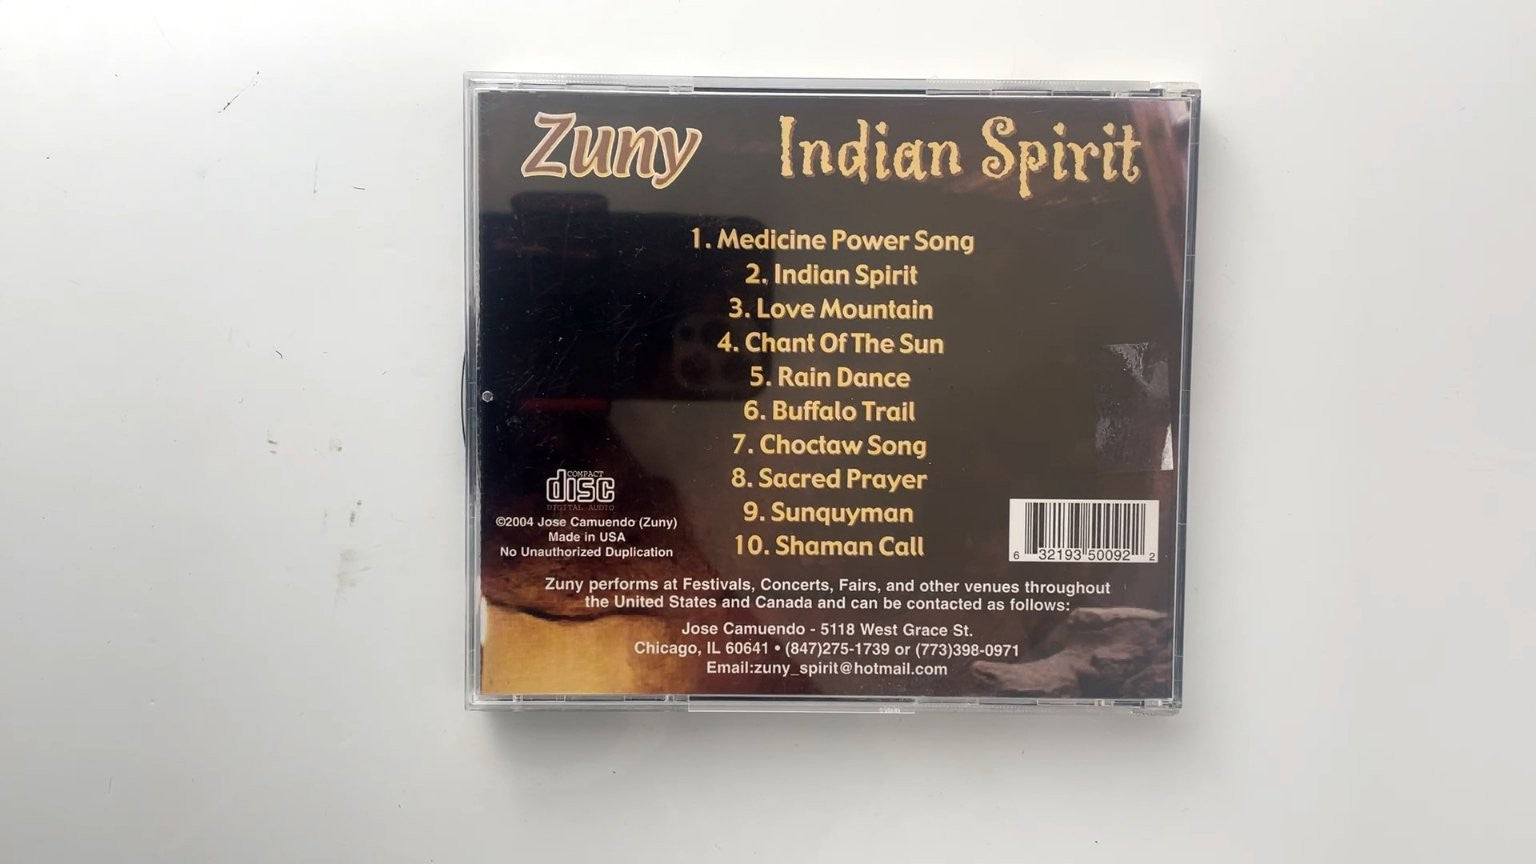 Zuny Indian Spirit
1. Medicine Power Song
2. Indian Spirit
3. Love Mountain
4. Chant Of The Sun
5. Rain Dance
6. Buffalo Trail
7. Choctaw Song
8. Sacred Prayer
9. Sunquyman
10. Shaman Call
COMPACT
disc
DIGITAL AUDIO
©2004 Jose Camuendo (Zuny)
Made in USA
No Unauthorized Duplication
6 32193 50092 2
Zuny performs at Festivals, Concerts, Fairs, and other venues throughout
the United States and Canada and can be contacted as follows:
Jose Camuendo - 5118 West Grace St.
Chicago, IL 60641 • (847)275-1739 or (773)398-0971
Email:zuny_spirit@hotmail.com